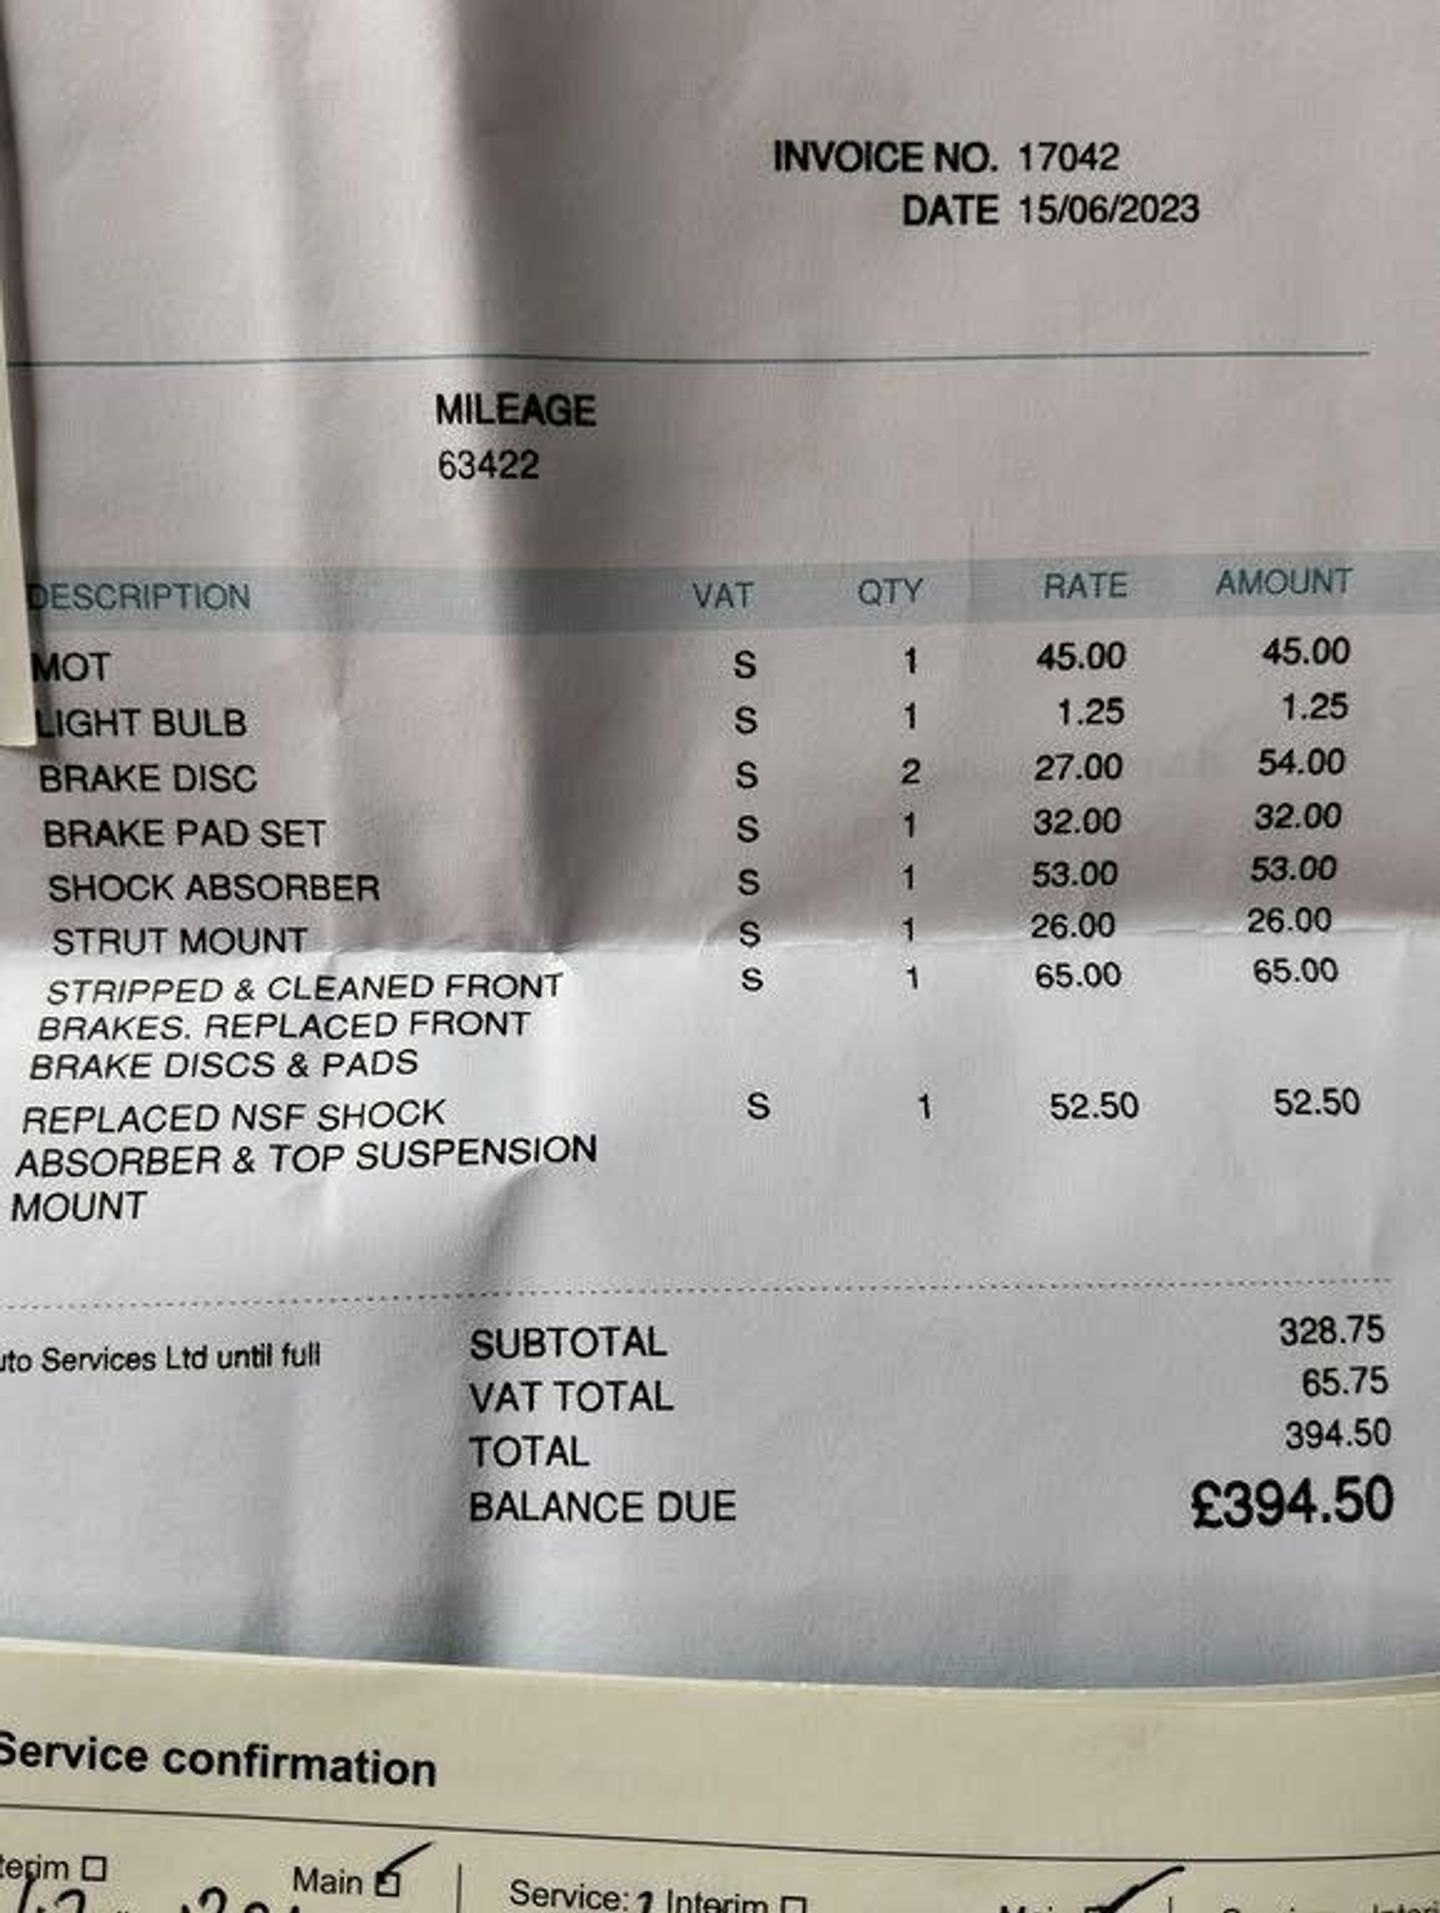 INVOICE NO. 17042
DATE 15/06/2023
MILEAGE
63422
DESCRIPTION VAT QTY RATE AMOUNT
MOT S 1 45.00 45.00
LIGHT BULB S 1 1.25 1.25
BRAKE DISC S 2 27.00 54.00
BRAKE PAD SET S 1 32.00 32.00
SHOCK ABSORBER S 1 53.00 53.00
STRUT MOUNT S 1 26.00 26.00
STRIPPED & CLEANED FRONT S 1 65.00 65.00
BRAKES. REPLACED FRONT
BRAKE DISCS & PADS
REPLACED NSF SHOCK S 1 52.50 52.50
ABSORBER & TOP SUSPENSION
MOUNT
uto Services Ltd until full
SUBTOTAL 328.75
VAT TOTAL 65.75
TOTAL 394.50
BALANCE DUE £394.50
Service confirmation
terim Main Service: Interim